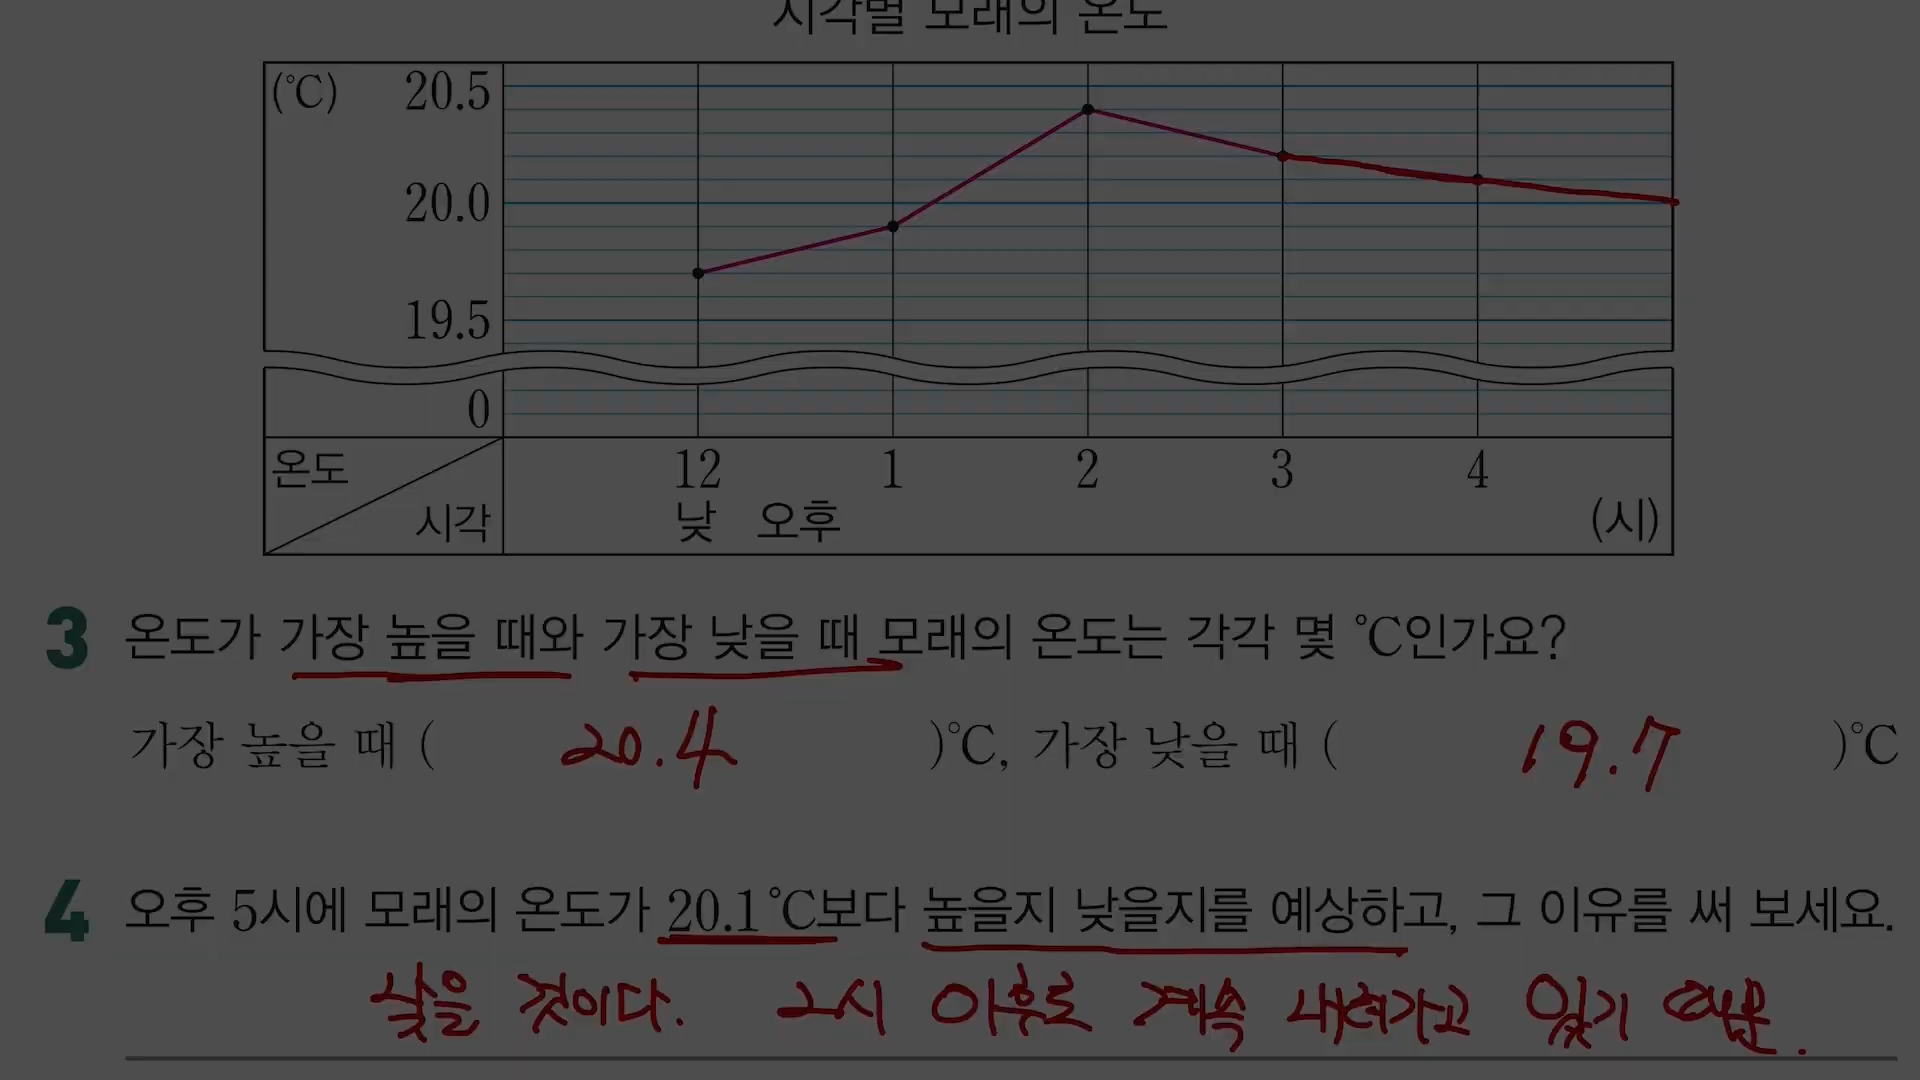 시각별 모래의 온도
(℃) 20.5
20.0
19.5
0
온도 12 1 2 3 4
시각 낮 오후 (시)
3 온도가 가장 높을 때와 가장 낮을 때 모래의 온도는 각각 몇 ℃인가요?
가장 높을 때 ( 20.4 )℃, 가장 낮을 때 ( 19.7 )℃
4 오후 5시에 모래의 온도가 20.1℃보다 높을지 낮을지를 예상하고, 그 이유를 써 보세요.
낮을 것이다. 2시 이후로 계속 내려가고 있기 때문.